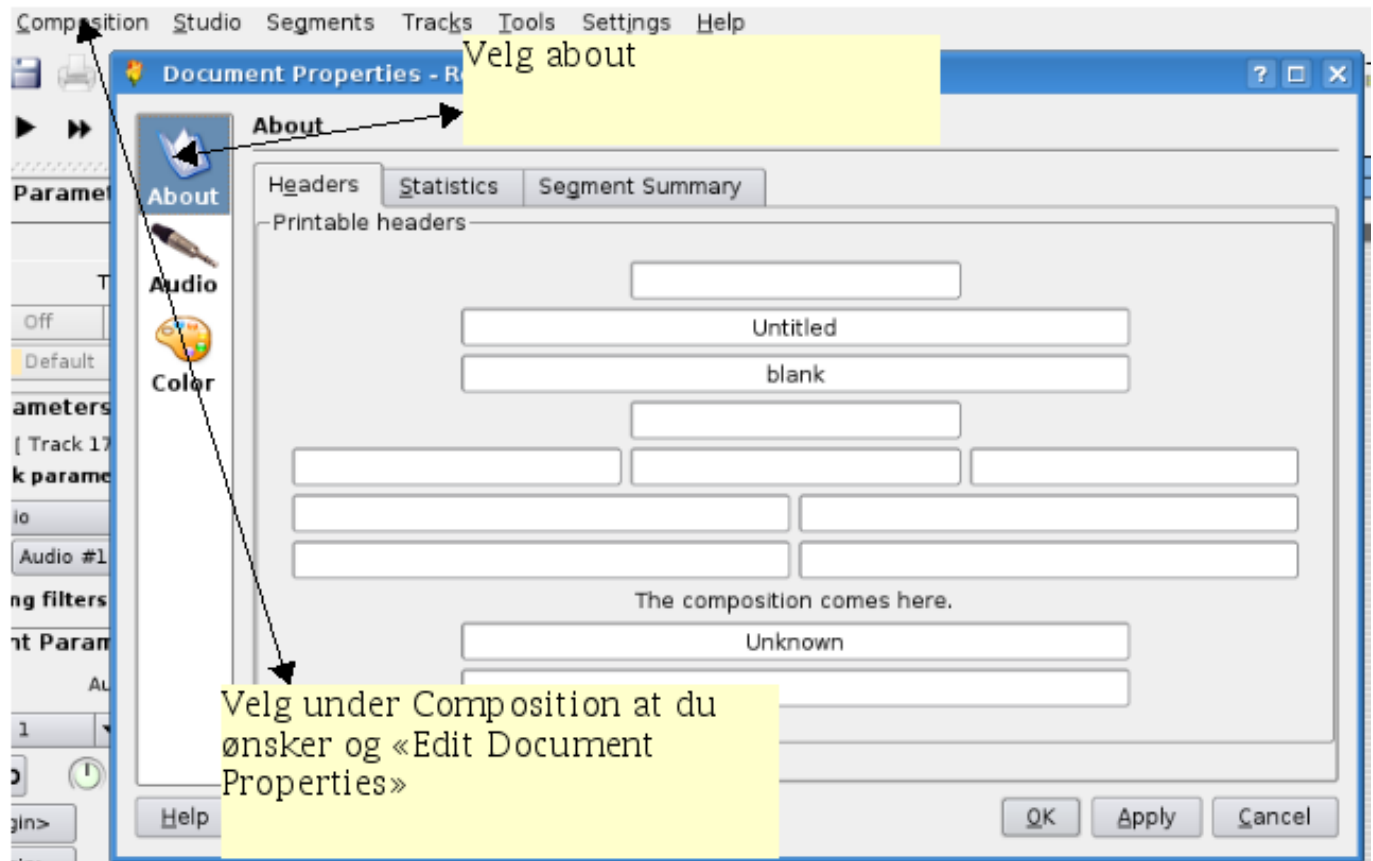 Composition Studio Segments Tracks Tools Settings Help
Velg about
Document Properties - R
About
Headers Statistics Segment Summary
Printable headers
Untitled
blank
The composition comes here.
Unknown
About
Audio
Color
Velg under Composition at du
ønsker og «Edit Document
Properties»
Help
OK Apply Cancel
Paramet
T
Off
Default
ameters
[ Track 17
k parame
io
Audio #1
ng filters
nt Param
Au
1
gin>